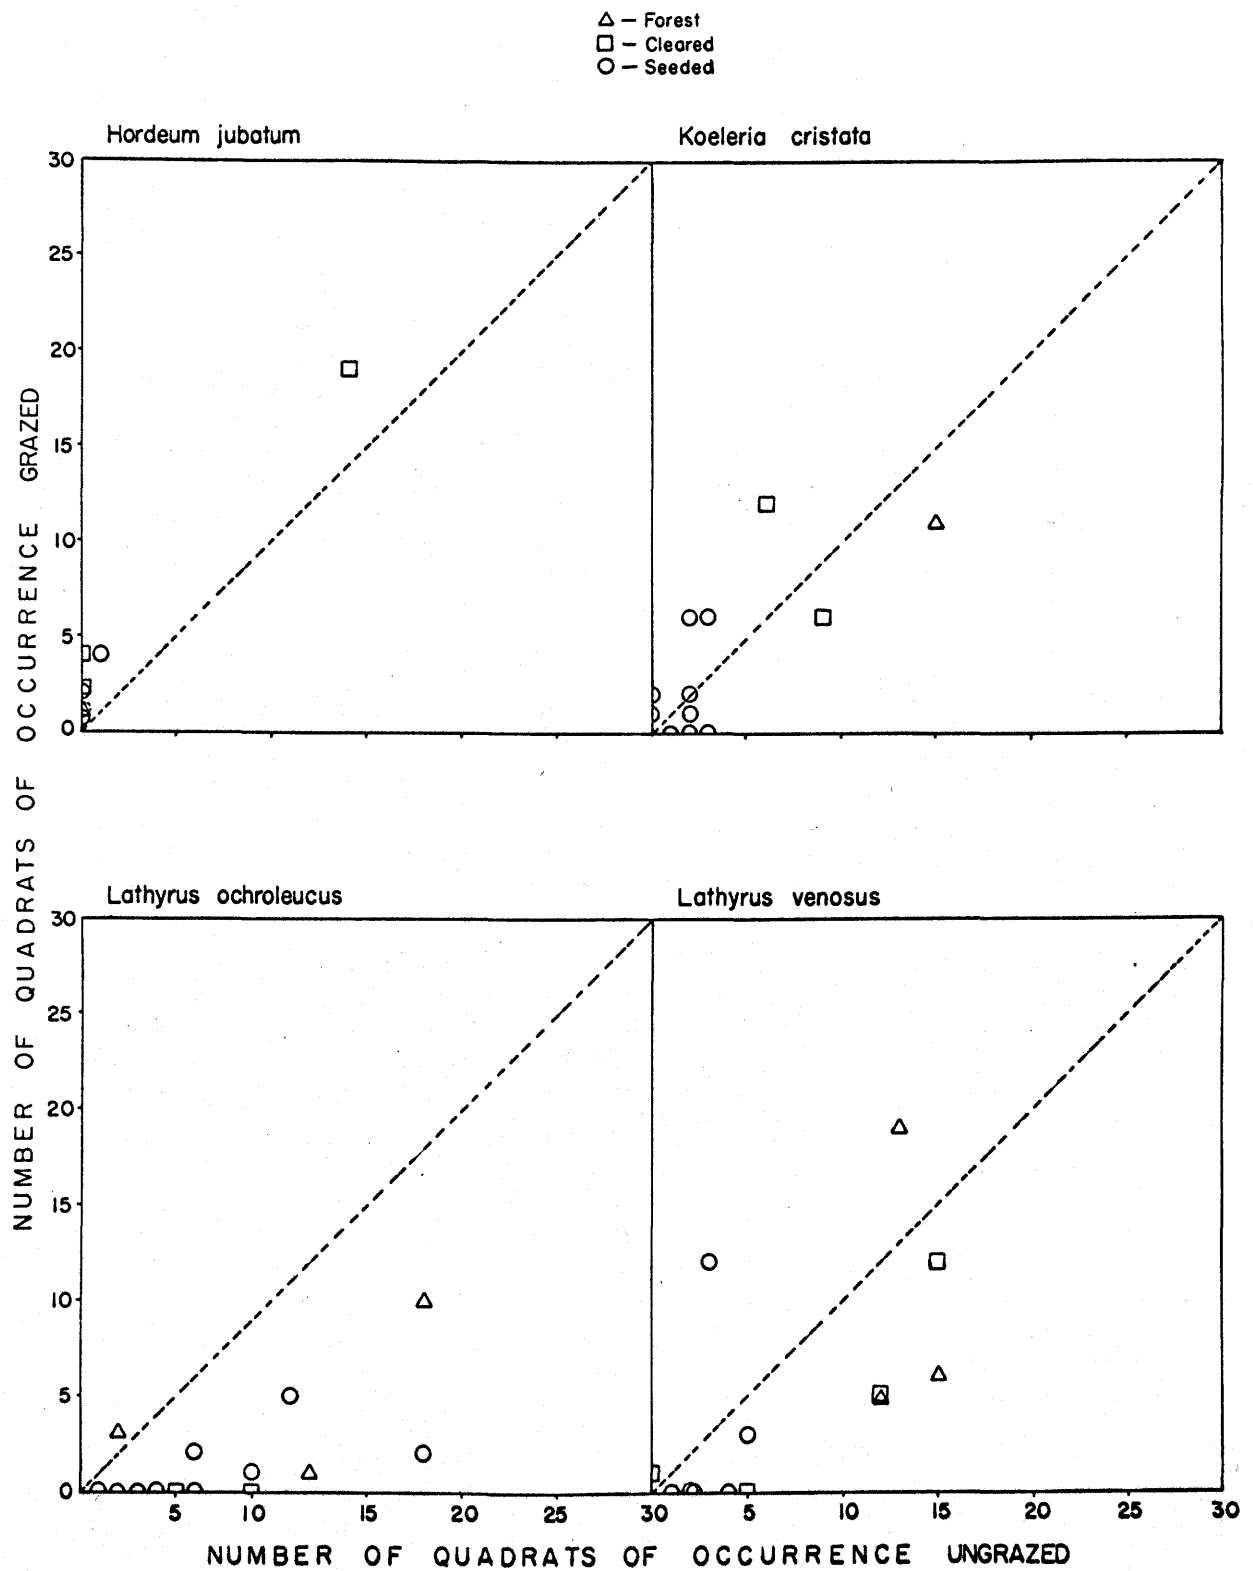 △ – Forest
□ – Cleared
○ – Seeded
Hordeum jubatum
Koeleria cristata
30
25
20
15
10
5
0
Lathyrus ochroleucus
Lathyrus venosus
30
25
20
15
10
5
0
5 10 15 20 30 5 10 15 20 30
NUMBER OF QUADRATS OF OCCURRENCE GRAZED
NUMBER OF QUADRATS OF OCCURRENCE UNGRAZED